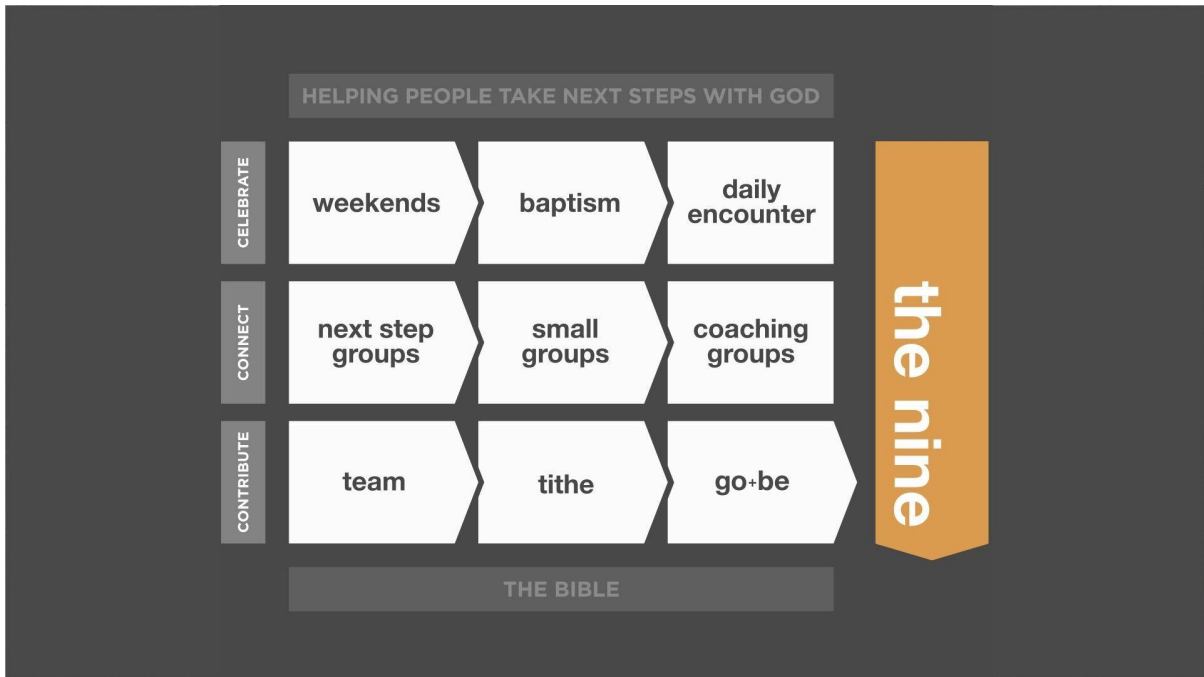 HELPING PEOPLE TAKE NEXT STEPS WITH GOD
CELEBRATE
weekends
baptism
daily
encounter
CONNECT
next step
groups
small
groups
coaching
groups
CONTRIBUTE
team
tithe
go+be
the nine
THE BIBLE